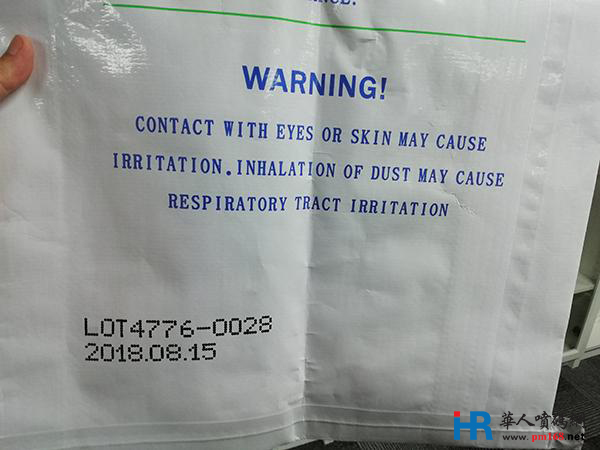 WARNING!
CONTACT WITH EYES OR SKIN MAY CAUSE
IRRITATION.INHALATION OF DUST MAY CAUSE
RESPIRATORY TRACT IRRITATION
LOT4776-0028
2018.08.15
HR 華人噴码